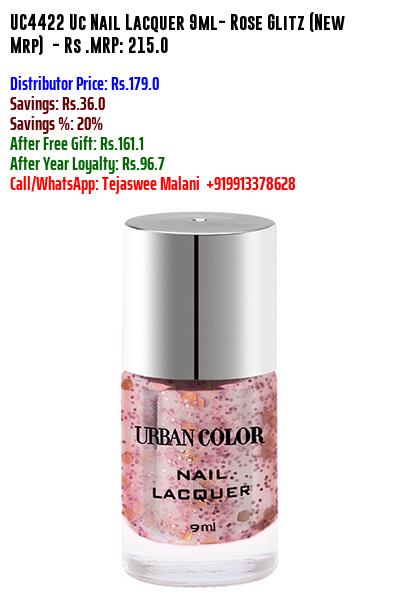 UC4422 Uc Nail Lacquer 9ml- Rose Glitz (New
Mrp) - Rs .MRP: 215.0
Distributor Price: Rs.179.0
Savings: Rs.36.0
Savings %: 20%
After Free Gift: Rs.161.1
After Year Loyalty: Rs.96.7
Call/WhatsApp: Tejaswee Malani +919913378628
URBAN COLOR
NAIL
LACQUER
9ml